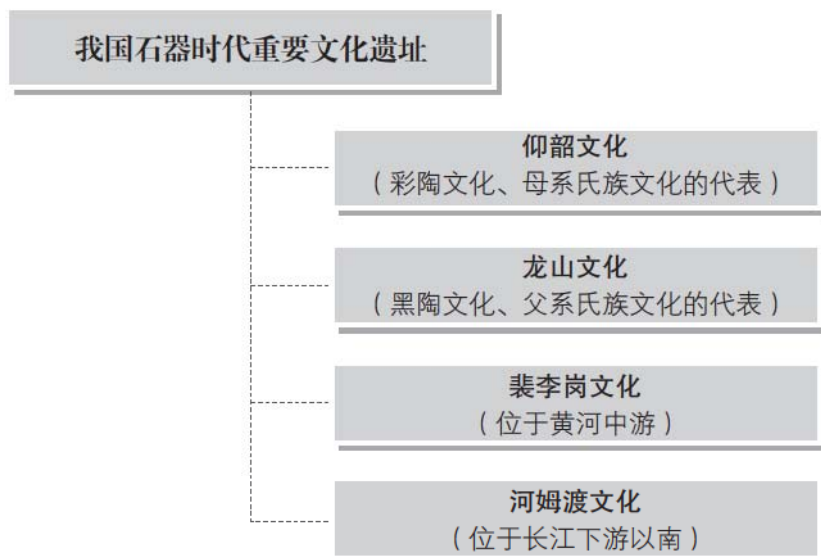 我国石器时代重要文化遗址
仰韶文化
（彩陶文化、母系氏族文化的代表）
龙山文化
（黑陶文化、父系氏族文化的代表）
裴李岗文化
（位于黄河中游）
河姆渡文化
（位于长江下游以南）